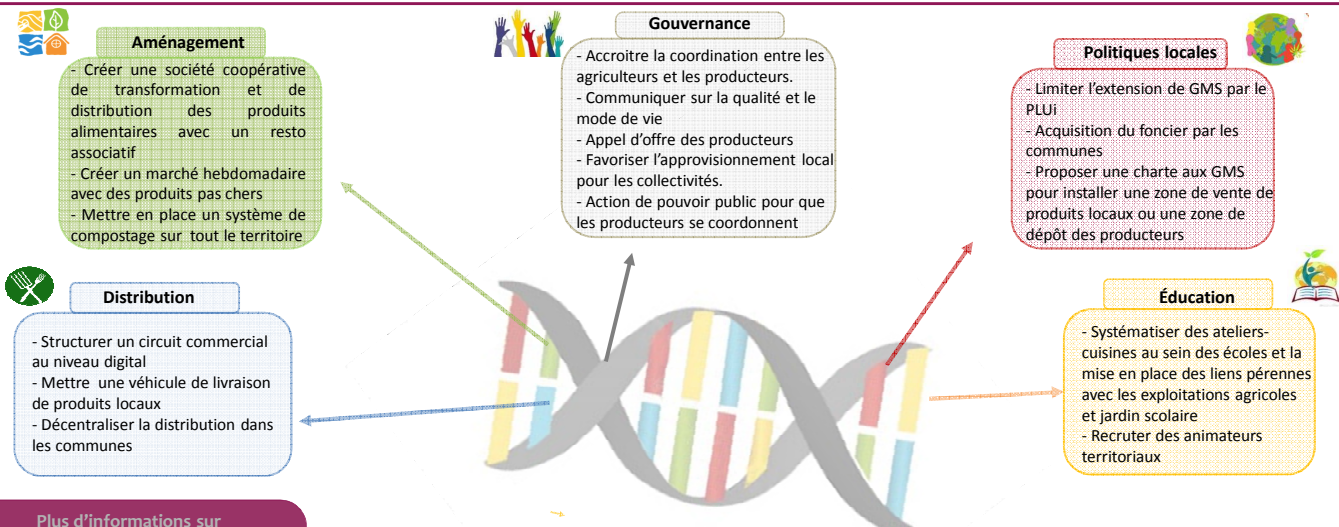 Aménagement
- Créer une société coopérative
de transformation et de
distribution des produits
alimentaires avec un resto
associatif
- Créer un marché hebdomadaire
avec des produits pas chers
- Mettre en place un système de
compostage sur tout le territoire
Gouvernance
- Accroitre la coordination entre les
agriculteurs et les producteurs.
- Communiquer sur la qualité et le
mode de vie
- Appel d’offre des producteurs
- Favoriser l’approvisionnement local
pour les collectivités.
- Action de pouvoir public pour que
les producteurs se coordonnent
Politiques locales
- Limiter l’extension de GMS par le
PLUi
- Acquisition du foncier par les
communes
- Proposer une charte aux GMS
pour installer une zone de vente de
produits locaux ou une zone de
dépôt des producteurs
Distribution
- Structurer un circuit commercial
au niveau digital
- Mettre une véhicule de livraison
de produits locaux
- Décentraliser la distribution dans
les communes
Éducation
- Systématiser des ateliers-
cuisines au sein des écoles et la
mise en place des liens pérennes
avec les exploitations agricoles
et jardin scolaire
- Recruter des animateurs
territoriaux
Plus d’informations sur